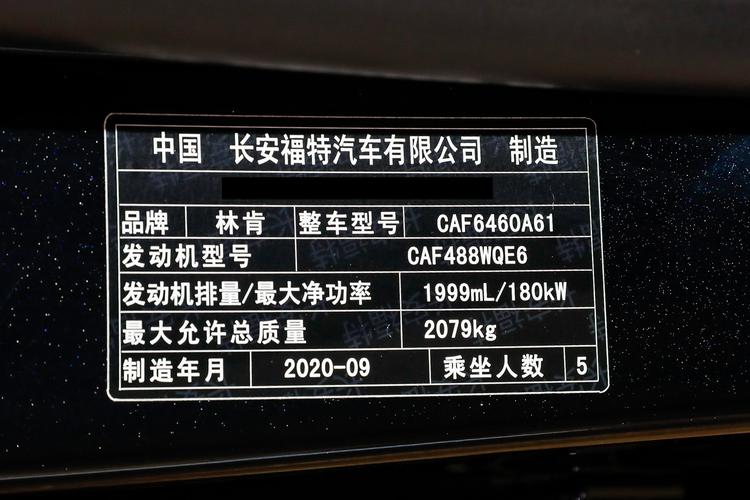 中国 长安福特汽车有限公司 制造
品牌 林肯 整车型号 CAF6460A61
发动机型号 CAF488WQE6
发动机排量/最大净功率 1999mL/180kW
最大允许总质量 2079kg
制造年月 2020-09 乘坐人数 5